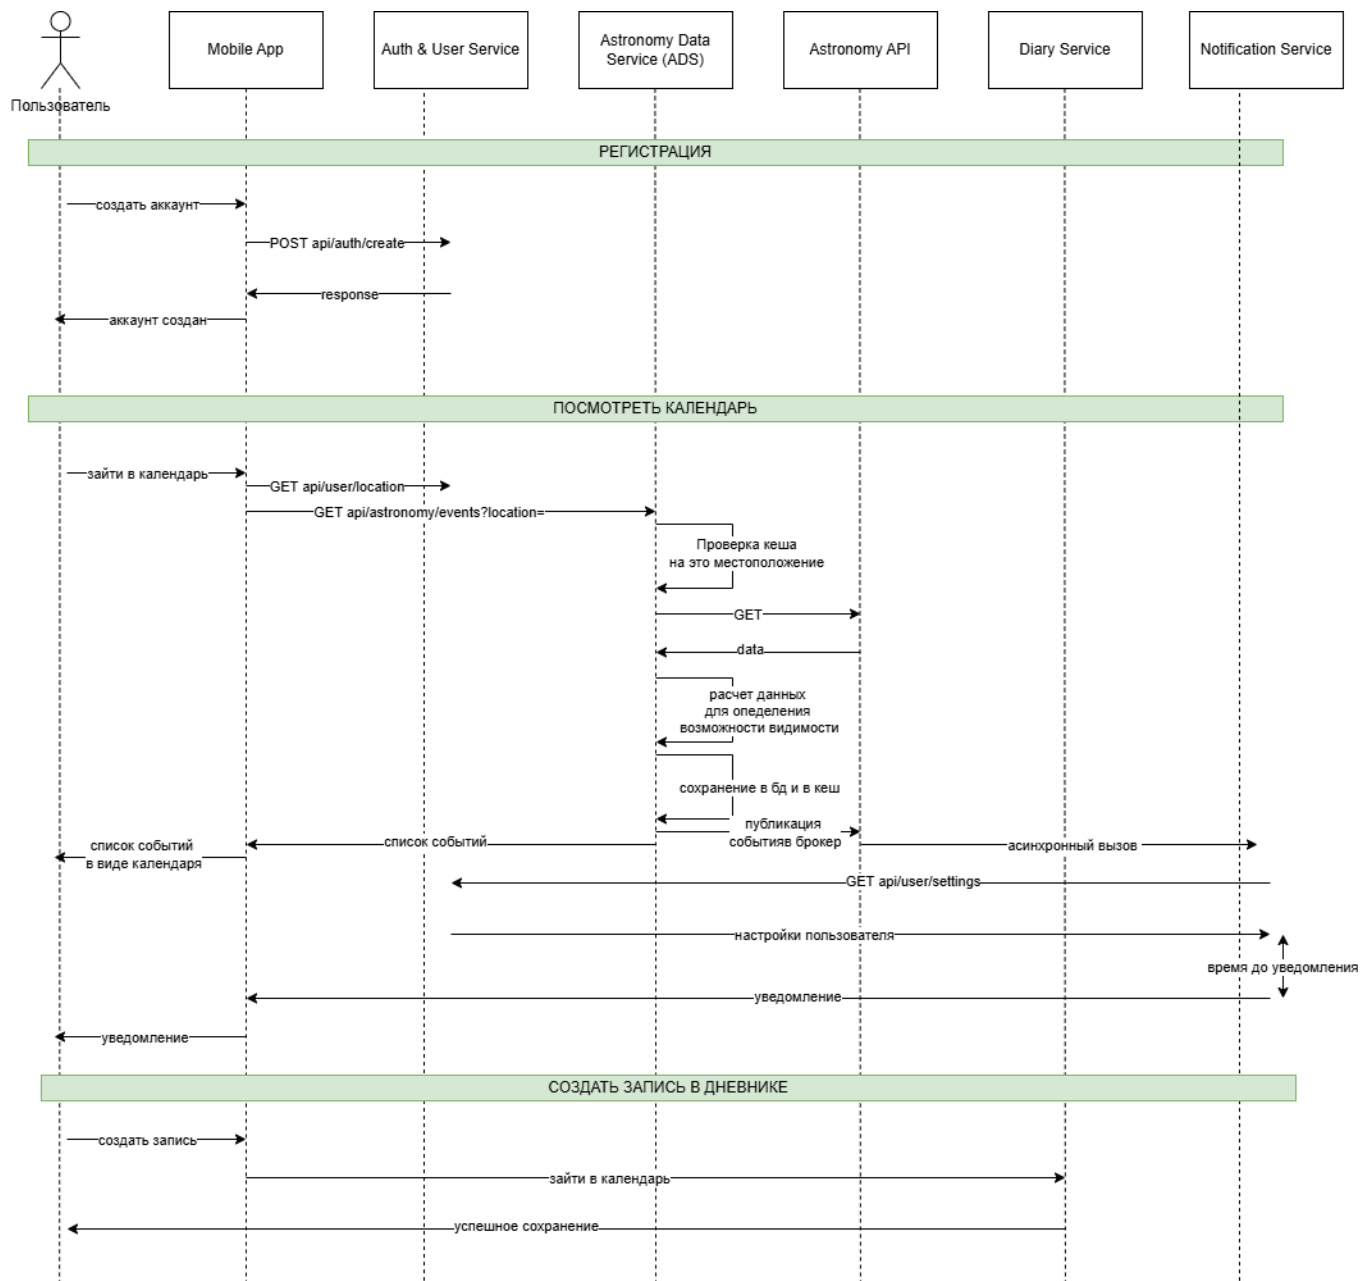 Mobile App
Auth & User Service
Astronomy Data
Service (ADS)
Astronomy API
Diary Service
Notification Service
Пользователь
РЕГИСТРАЦИЯ
создать аккаунт
POST api/auth/create
response
аккаунт создан
ПОСМОТРЕТЬ КАЛЕНДАРЬ
зайти в календарь
GET api/user/location
GET api/astronomy/events?location=
Проверка кеша
на это местоположение
GET
data
расчет данных
для опеделения
возможности видимости
сохранение в бд и в кеш
публикация
событияв брокер
список событий
асинхронный вызов
список событий
в виде календаря
GET api/user/settings
настройки пользователя
время до уведомления
уведомление
уведомление
СОЗДАТЬ ЗАПИСЬ В ДНЕВНИКЕ
создать запись
зайти в календарь
успешное сохранение